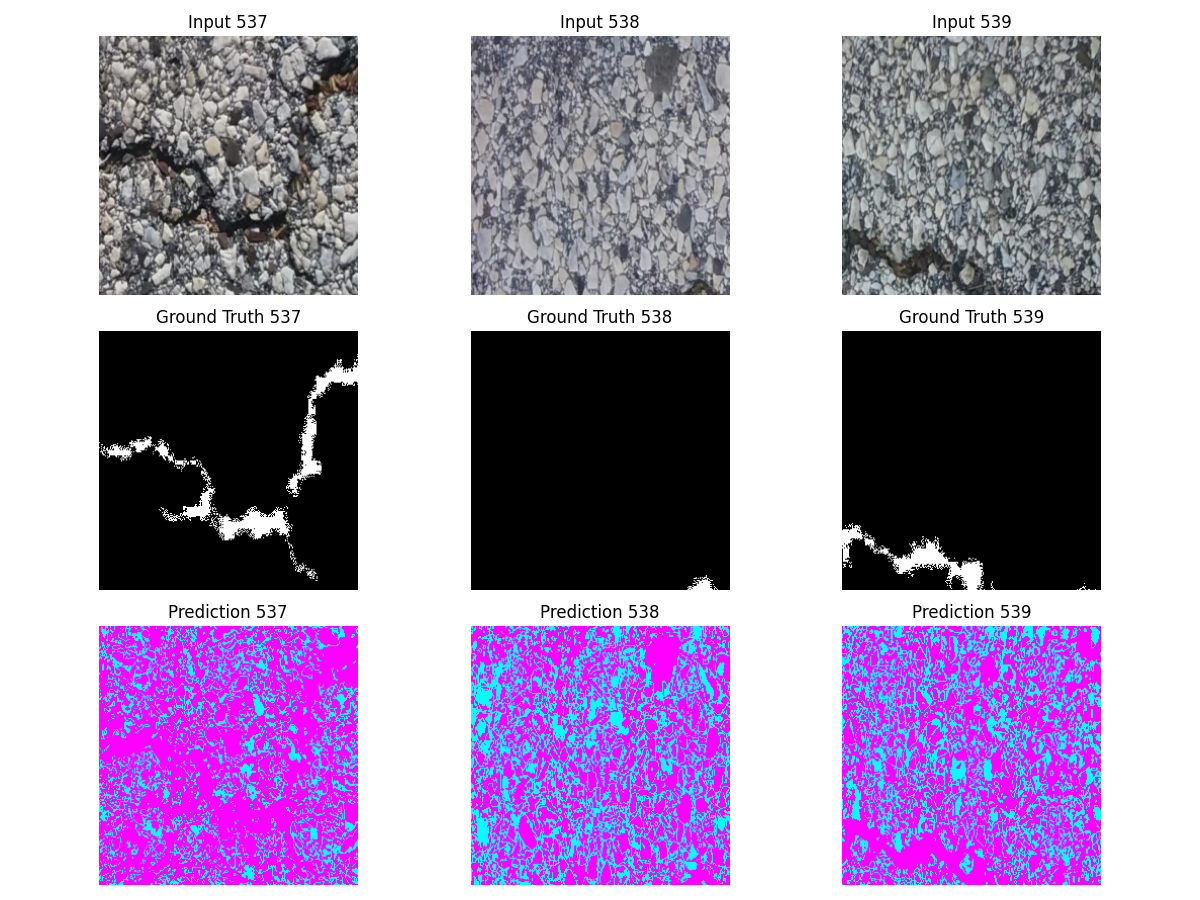 Input 537
Input 538
Input 539
Ground Truth 537
Ground Truth 538
Ground Truth 539
Prediction 537
Prediction 538
Prediction 539